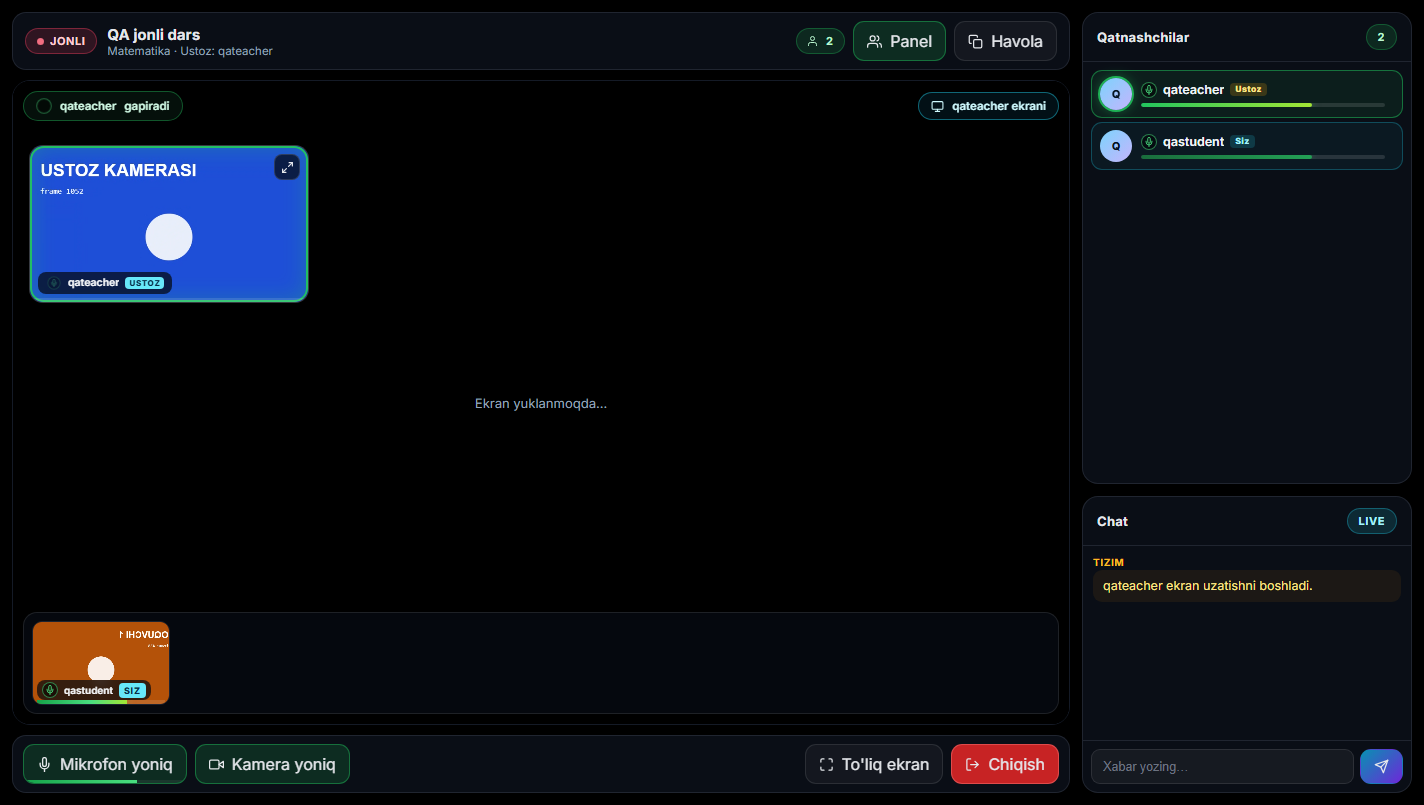 JONLI
QA jonli dars
Matematika · Ustoz: qateacher
2
Panel
Havola
qateacher gapiradi
qateacher ekrani
USTOZ KAMERASI
frame 1052
qateacher USTOZ
Ekran yuklanmoqda...
qastudent SIZ
Mikrofon yoniq
Kamera yoniq
To'liq ekran
Chiqish
Qatnashchilar
2
Q
qateacher Ustoz
Q
qastudent Siz
Chat
LIVE
TIZIM
qateacher ekran uzatishni boshladi.
Xabar yozing...